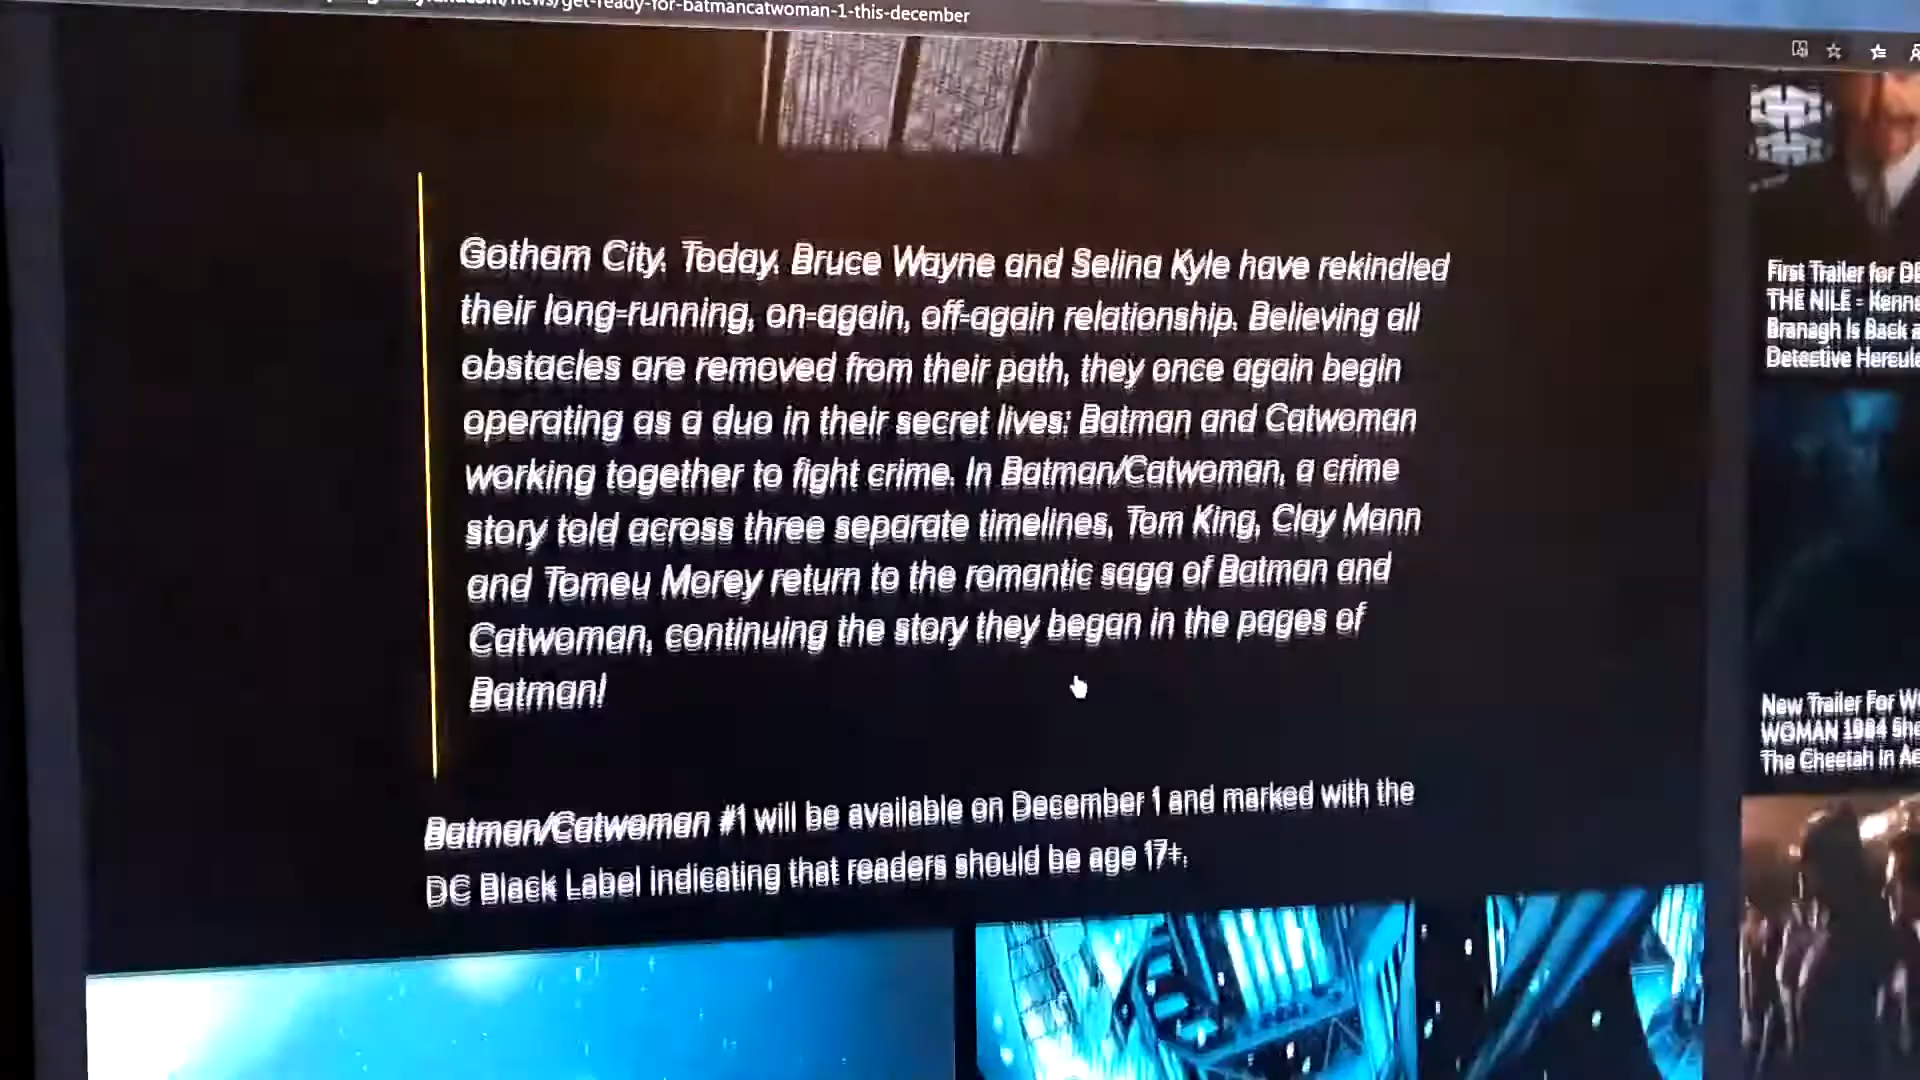 /news/get-ready-for-batmancatwoman-1-this-december
Gotham City. Today. Bruce Wayne and Selina Kyle have rekindled
their long-running, on-again, off-again relationship. Believing all
obstacles are removed from their path, they once again begin
operating as a duo in their secret lives: Batman and Catwoman
working together to fight crime. In Batman/Catwoman, a crime
story told across three separate timelines, Tom King, Clay Mann
and Tomeu Morey return to the romantic saga of Batman and
Catwoman, continuing the story they began in the pages of
Batman!
Batman/Catwoman #1 will be available on December 1 and marked with the
DC Black Label indicating that readers should be age 17+.
First Trailer for
THE NILE -
Branagh Is Back
Detective
New Trailer For
WOMAN 1984
The Cheetah in